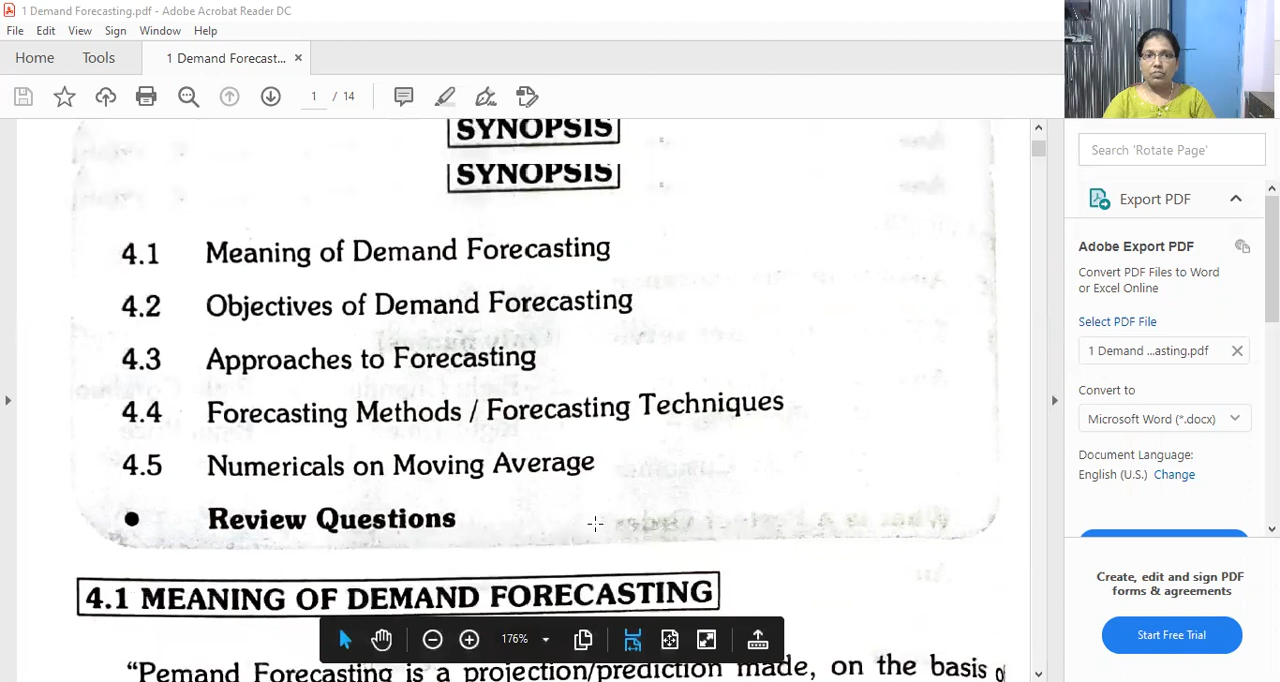 1 Demand Forecasting.pdf - Adobe Acrobat Reader DC
File Edit View Sign Window Help
Home Tools 1 Demand Forecast... ×
1 / 14
SYNOPSIS
SYNOPSIS
4.1 Meaning of Demand Forecasting
4.2 Objectives of Demand Forecasting
4.3 Approaches to Forecasting
4.4 Forecasting Methods / Forecasting Techniques
4.5 Numericals on Moving Average
• Review Questions
4.1 MEANING OF DEMAND FORECASTING
"Pemand Forecasting is a projection/prediction made, on the basis
176%
Search 'Rotate Page'
Export PDF
Adobe Export PDF
Convert PDF Files to Word
or Excel Online
Select PDF File
1 Demand ...asting.pdf
Convert to
Microsoft Word (*.docx)
Document Language:
English (U.S.) Change
Create, edit and sign PDF
forms & agreements
Start Free Trial